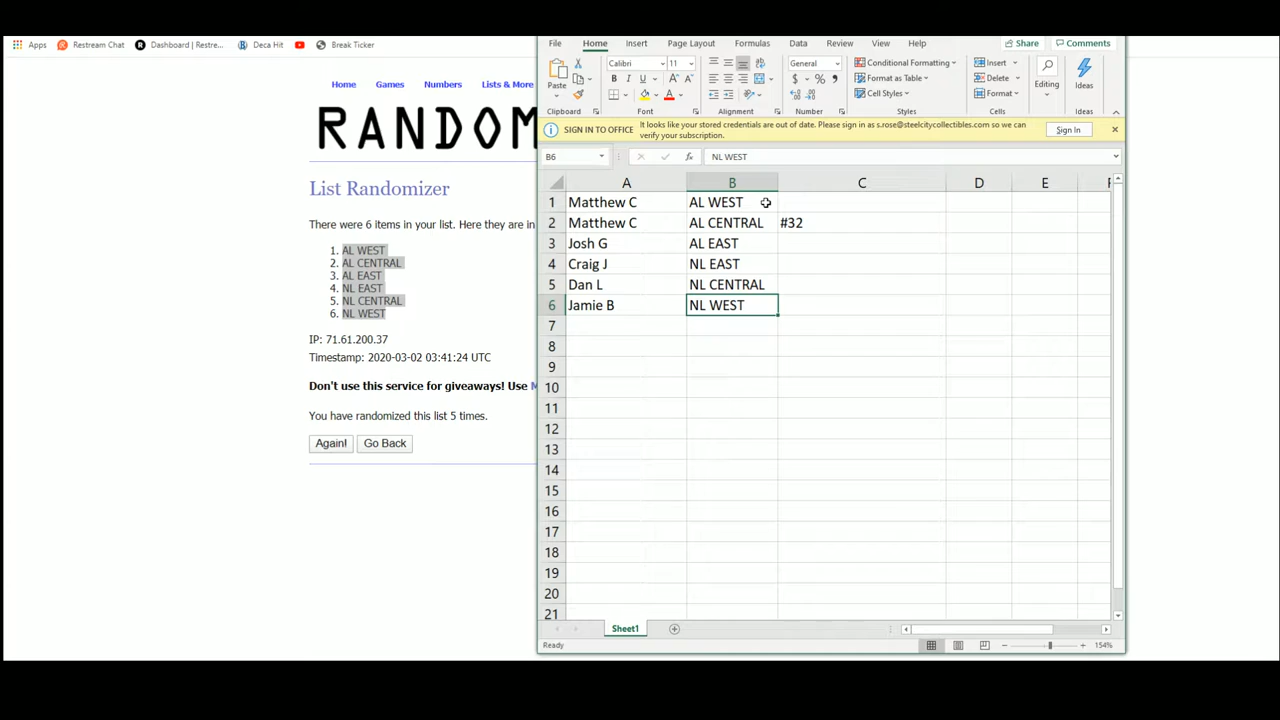 Apps Restream Chat Dashboard | Restre... Deca Hit Break Ticker
Home Games Numbers Lists & More
RANDOM
List Randomizer
There were 6 items in your list. Here they are in
1. AL WEST
2. AL CENTRAL
3. AL EAST
4. NL EAST
5. NL CENTRAL
6. NL WEST
IP: 71.61.200.37
Timestamp: 2020-03-02 03:41:24 UTC
Don't use this service for giveaways! Use
You have randomized this list 5 times.
Again! Go Back
File Home Insert Page Layout Formulas Data Review View Help Share Comments
Paste
Calibri 11
B I U
General
$ % 
Conditional Formatting
Format as Table
Cell Styles
Insert
Delete
Format
Editing
Ideas
Clipboard Font Alignment Number Styles Cells Ideas
SIGN IN TO OFFICE It looks like your stored credentials are out of date. Please sign in as s.rose@steelcitycollectibles.com so we can
verify your subscription.
Sign In
B6 fx NL WEST
A B C D E
1 Matthew C AL WEST
2 Matthew C AL CENTRAL #32
3 Josh G AL EAST
4 Craig J NL EAST
5 Dan L NL CENTRAL
6 Jamie B NL WEST
7
8
9
10
11
12
13
14
15
16
17
18
19
20
21
Sheet1
Ready 154%